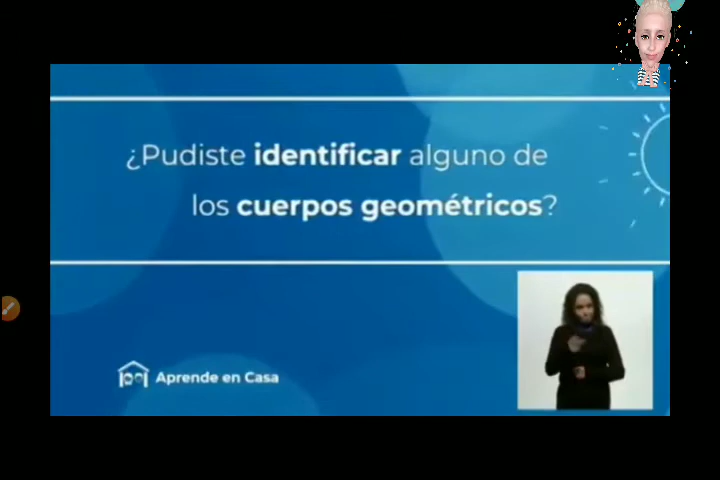 ¿Pudiste identificar alguno de
los cuerpos geométricos?
Aprende en Casa